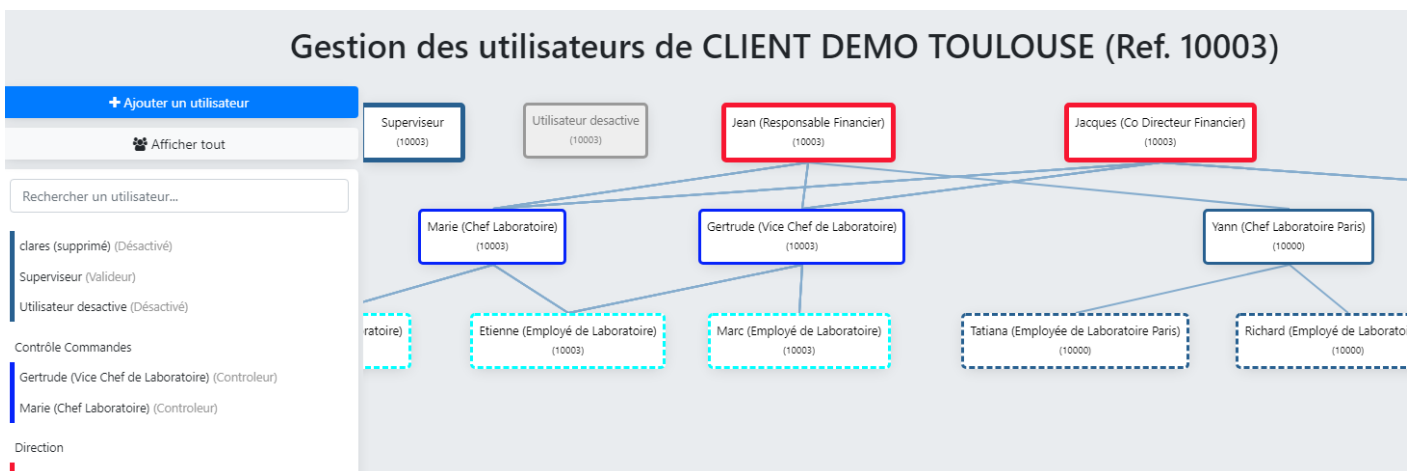 Gestion des utilisateurs de CLIENT DEMO TOULOUSE (Ref. 10003)
Ajouter un utilisateur
Afficher tout
Rechercher un utilisateur...
clares (supprimé) (Désactivé)
Superviseur (Valideur)
Utilisateur desactive (Désactivé)
Contrôle Commandes
Gertrude (Vice Chef de Laboratoire) (Controleur)
Marie (Chef Laboratoire) (Controleur)
Direction
Superviseur
(10003)
Utilisateur desactive
(10003)
Jean (Responsable Financier)
(10003)
Jacques (Co Directeur Financier)
(10003)
Marie (Chef Laboratoire)
(10003)
Gertrude (Vice Chef de Laboratoire)
(10003)
Yann (Chef Laboratoire Paris)
(10000)
ratoire)
Etienne (Employé de Laboratoire)
(10003)
Marc (Employé de Laboratoire)
(10003)
Tatiana (Employée de Laboratoire Paris)
(10000)
Richard (Employé de Laborato
(10000)